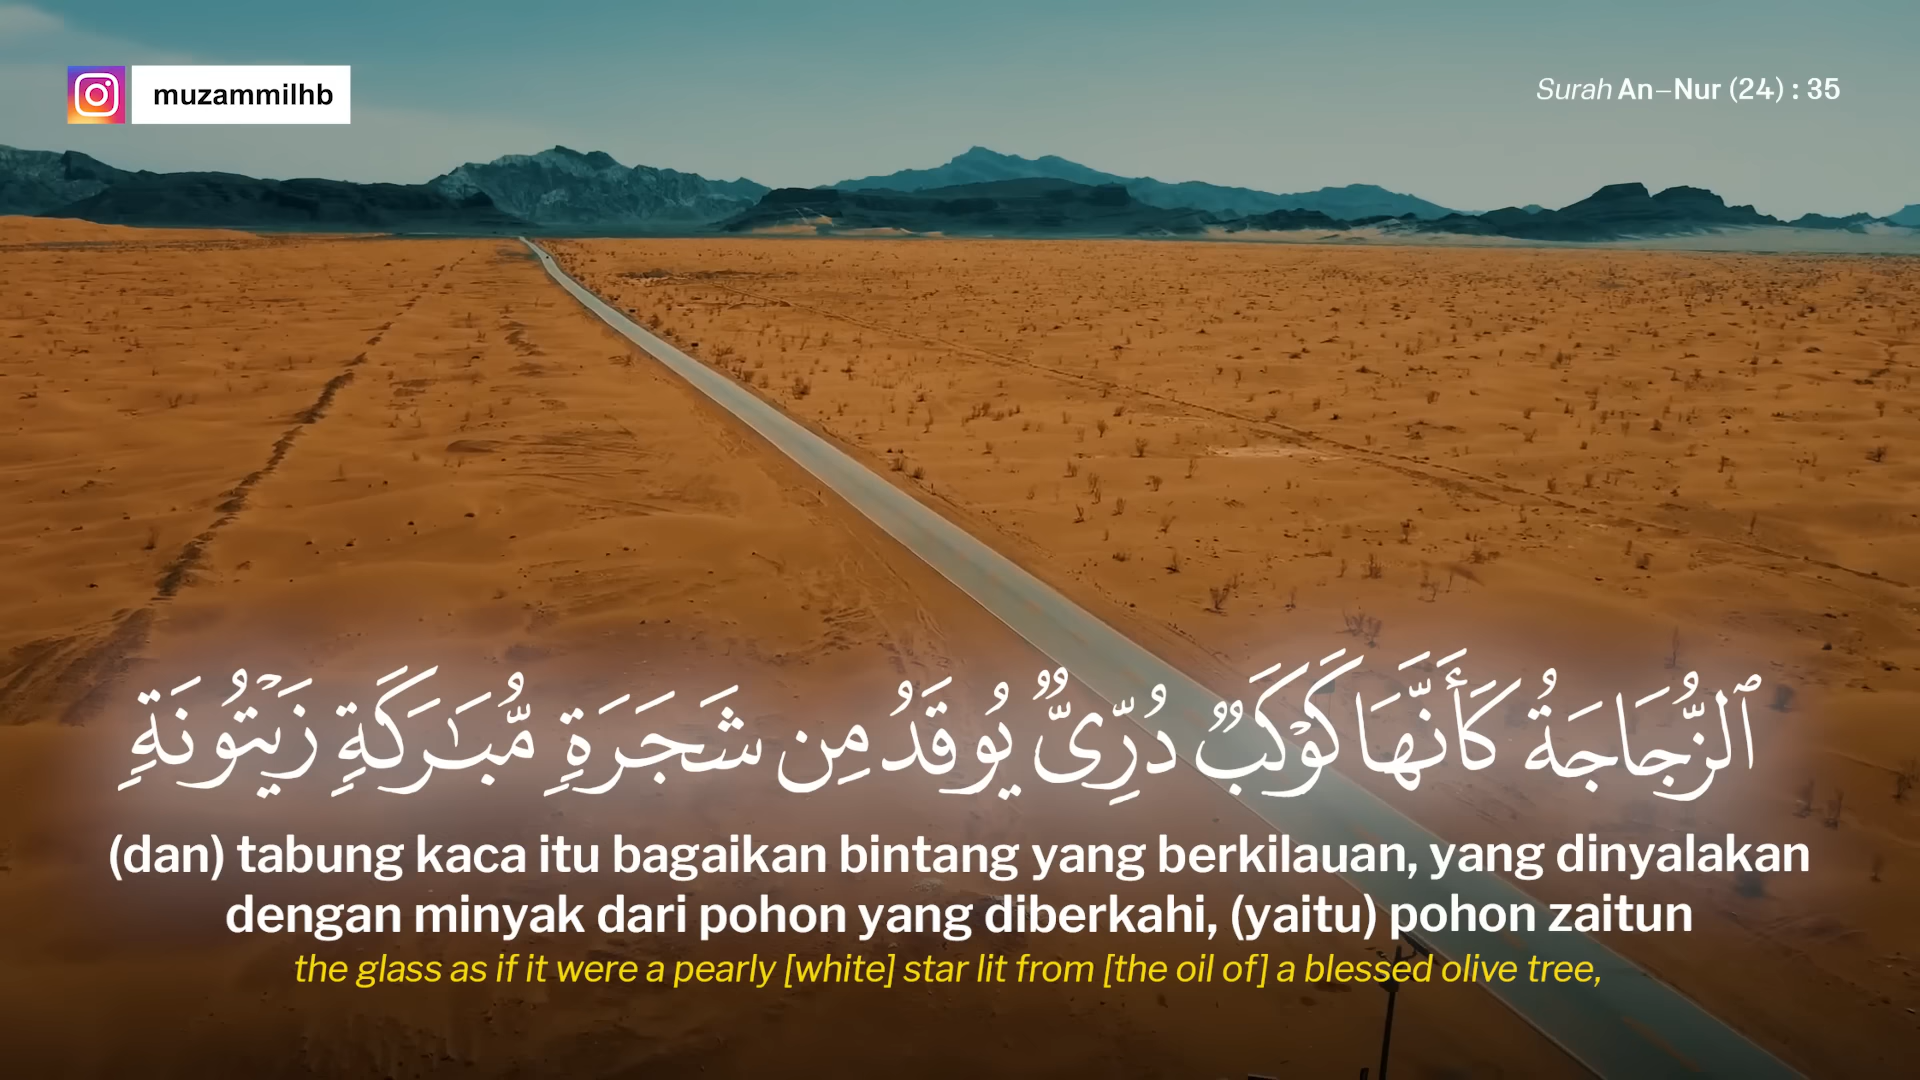 muzammilhb
Surah An–Nur (24) : 35
ٱلزُّجَاجَةُ كَأَنَّهَا كَوْكَبٌ دُرِّىٌّ يُوقَدُ مِن شَجَرَةٍ مُّبَـٰرَكَةٍ زَيْتُونَةٍ
(dan) tabung kaca itu bagaikan bintang yang berkilauan, yang dinyalakan
dengan minyak dari pohon yang diberkahi, (yaitu) pohon zaitun
the glass as if it were a pearly [white] star lit from [the oil of] a blessed olive tree,